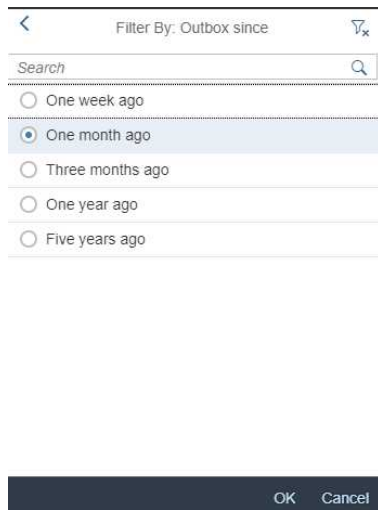 Filter By: Outbox since
Search
One week ago
One month ago
Three months ago
One year ago
Five years ago
OK Cancel